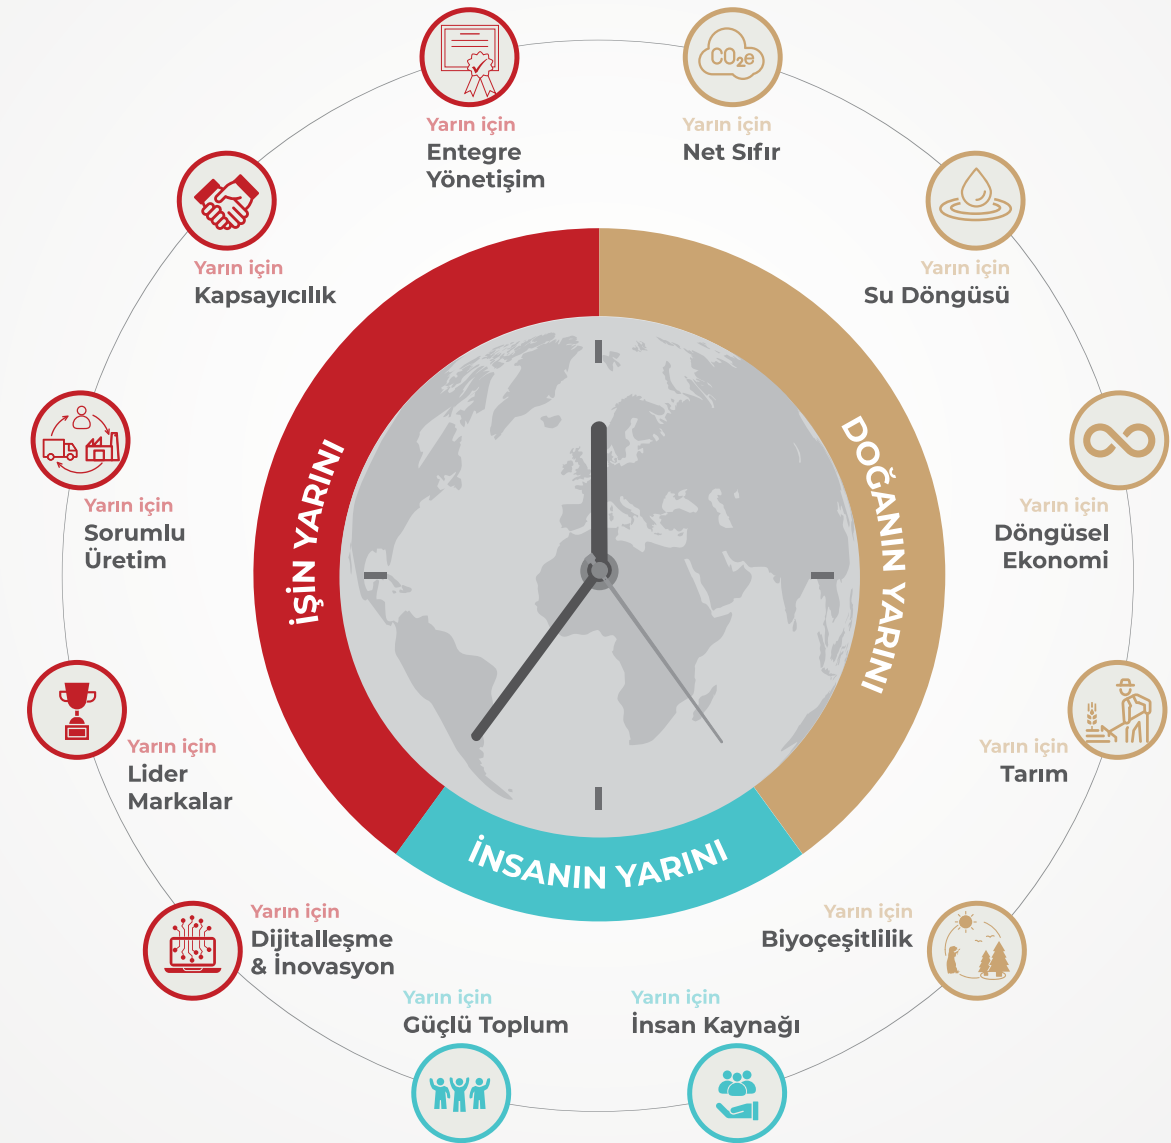 Yarın için
Entegre
Yönetişim
Yarın için
Net Sıfır
CO₂e
Yarın için
Su Döngüsü
Yarın için
Döngüsel
Ekonomi
Yarın için
Tarım
Yarın için
Biyoçeşitlilik
Yarın için
İnsan Kaynağı
Yarın için
Güçlü Toplum
Yarın için
Dijitalleşme
& İnovasyon
Yarın için
Lider
Markalar
Yarın için
Sorumlu
Üretim
Yarın için
Kapsayıcılık
İŞİN YARINI
DOĞANIN YARINI
İNSANIN YARINI